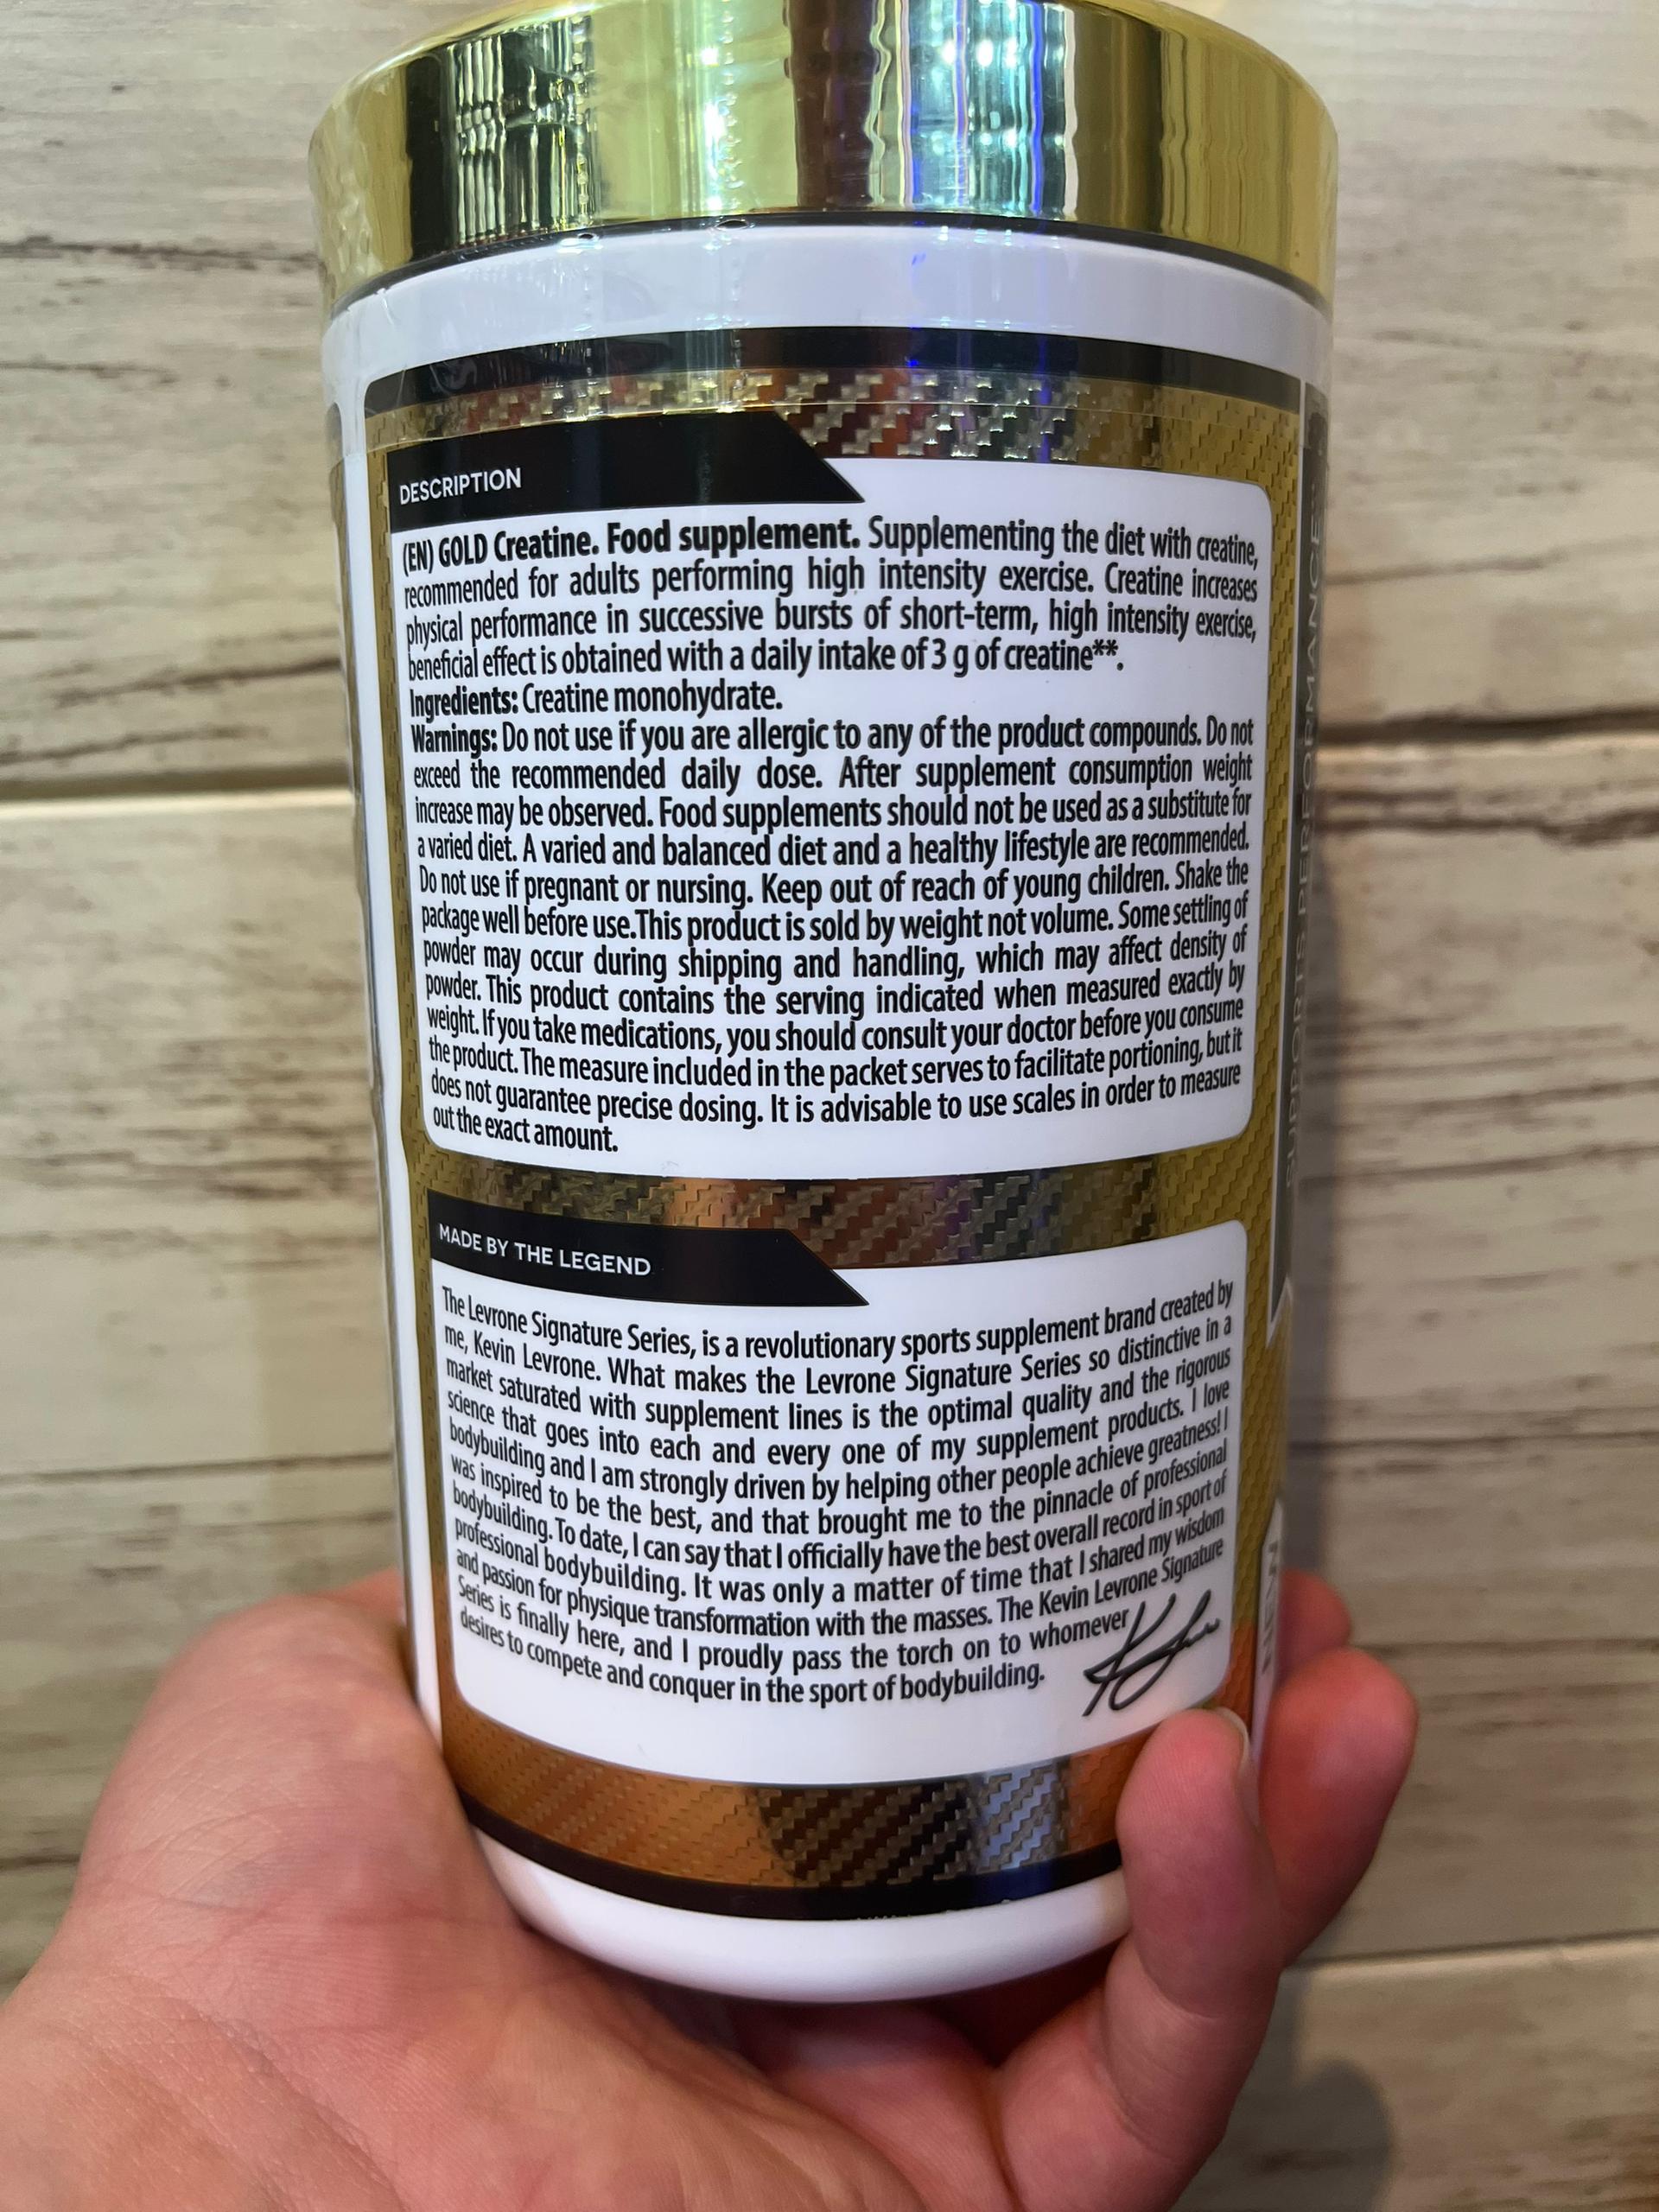 DESCRIPTION
(EN) GOLD Creatine. Food supplement. Supplementing the diet with creatine,
recommended for adults performing high intensity exercise. Creatine increases
physical performance in successive bursts of short-term, high intensity exercise,
beneficial effect is obtained with a daily intake of 3 g of creatine**.
Ingredients: Creatine monohydrate.
Warnings: Do not use if you are allergic to any of the product compounds. Do not
exceed the recommended daily dose. After supplement consumption weight
increase may be observed. Food supplements should not be used as a substitute for
a varied diet. A varied and balanced diet and a healthy lifestyle are recommended.
Do not use if pregnant or nursing. Keep out of reach of young children. Shake the
package well before use.This product is sold by weight not volume. Some settling of
powder may occur during shipping and handling, which may affect density of
powder. This product contains the serving indicated when measured exactly by
weight. If you take medications, you should consult your doctor before you consume
the product. The measure included in the packet serves to facilitate portioning, but it
does not guarantee precise dosing. It is advisable to use scales in order to measure
out the exact amount.
MADE BY THE LEGEND
The Levrone Signature Series, is a revolutionary sports supplement brand created by
me, Kevin Levrone. What makes the Levrone Signature Series so distinctive in a
market saturated with supplement lines is the optimal quality and the rigorous
science that goes into each and every one of my supplement products. I love
bodybuilding and I am strongly driven by helping other people achieve greatness! I
was inspired to be the best, and that brought me to the pinnacle of professional
bodybuilding. To date, I can say that I officially have the best overall record in sport of
professional bodybuilding. It was only a matter of time that I shared my wisdom
and passion for physique transformation with the masses. The Kevin Levrone Signature
Series is finally here, and I proudly pass the torch on to whomever
desires to compete and conquer in the sport of bodybuilding.
SUPPORTS PERFORMANCE